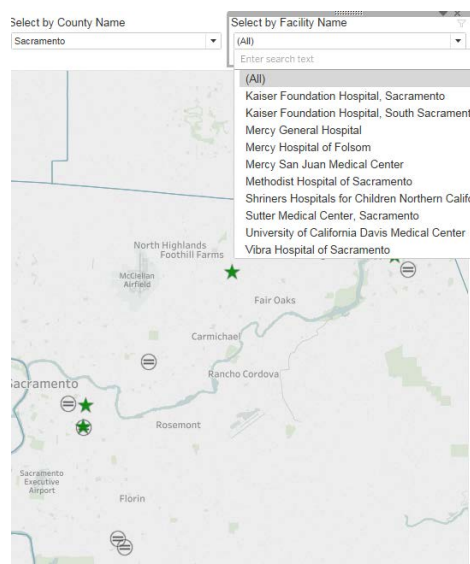 Select by County Name
Select by Facility Name
Sacramento
(All)
Enter search text
(All)
Kaiser Foundation Hospital, Sacramento
Kaiser Foundation Hospital, South Sacrament
Mercy General Hospital
Mercy Hospital of Folsom
Mercy San Juan Medical Center
Methodist Hospital of Sacramento
Shriners Hospitals for Children Northern Califo
Sutter Medical Center, Sacramento
University of California Davis Medical Center
Vibra Hospital of Sacramento
North Highlands
Foothill Farms
McClellan
Airfield
Fair Oaks
Carmichael
Rancho Cordova
Sacramento
Rosemont
Sacramento
Executive
Airport
Florin